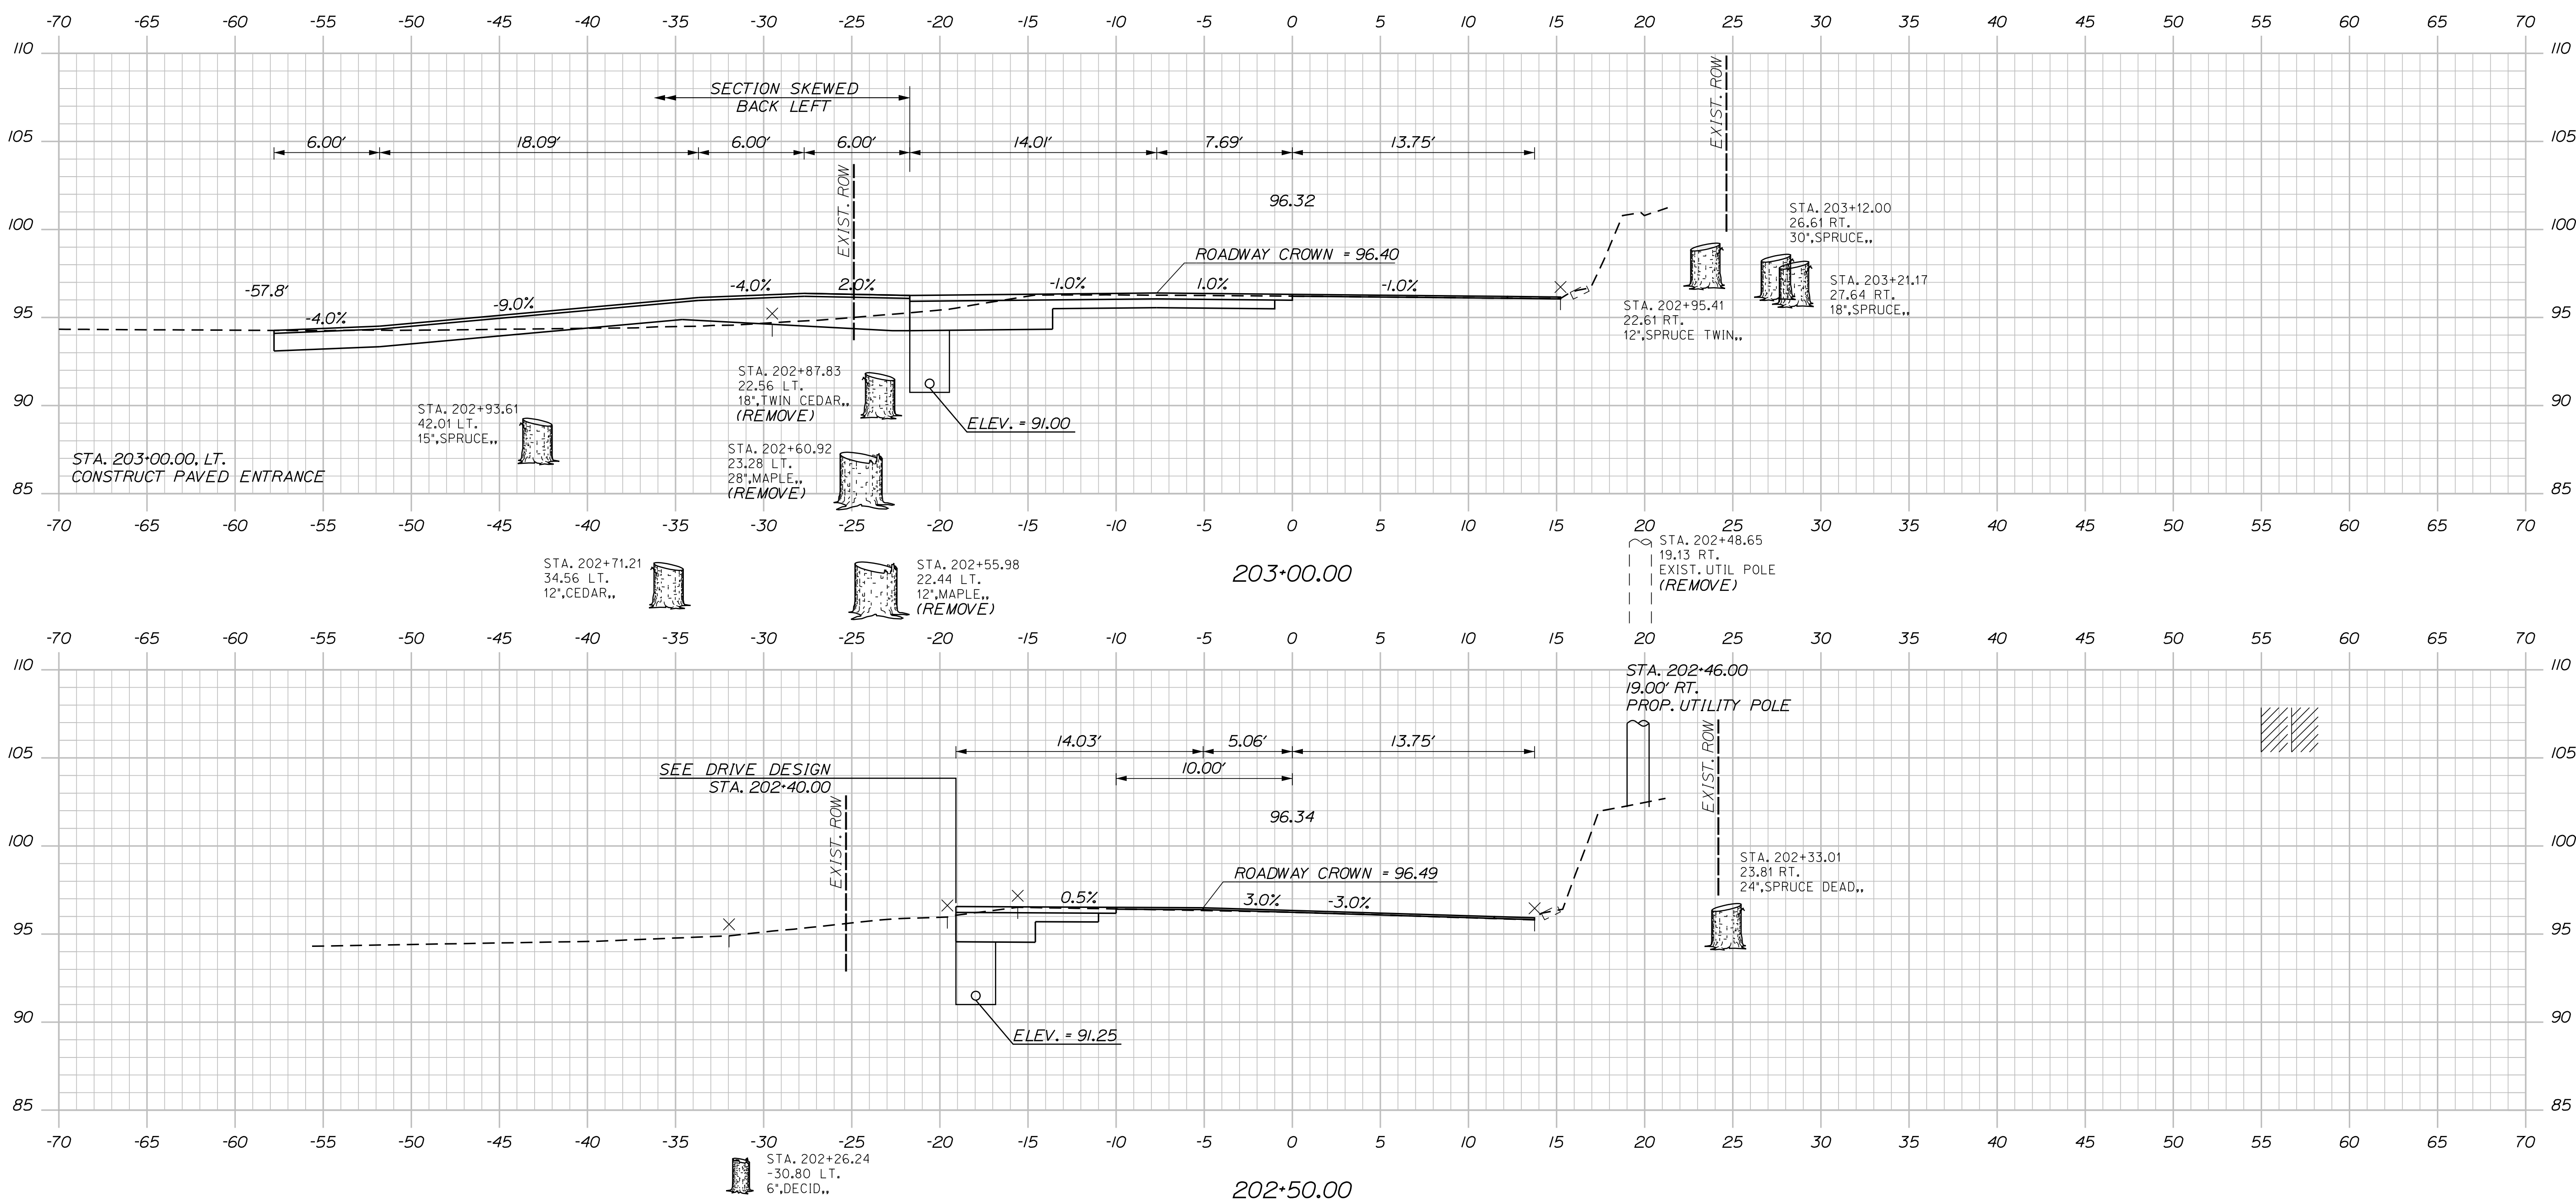 -70 -65 -60 -55 -50 -45 -40 -35 -30 -25 -20 -15 -10 -5 0 5 10 15 20 25 30 35 40 45 50 55 60 65 70
110 110
SECTION SKEWED
BACK LEFT
EXIST. ROW
105 105
6.00' 18.09' 6.00' 6.00' 14.01' 7.69' 13.75'
EXIST. ROW
96.32
STA. 203+12.00
26.61 RT.
30",SPRUCE,,
100 100
ROADWAY CROWN = 96.40
-57.8'
-4.0% -9.0% -4.0% 2.0% -1.0% 1.0% -1.0%
STA. 203+21.17
27.64 RT.
18",SPRUCE,,
STA. 202+95.41
22.61 RT.
12",SPRUCE TWIN,,
95 95
STA. 202+87.83
22.56 LT.
18",TWIN CEDAR,,
(REMOVE)
90 90
STA. 202+93.61
42.01 LT.
15",SPRUCE,,
ELEV. = 91.00
STA. 202+60.92
23.28 LT.
28",MAPLE,,
(REMOVE)
STA. 203+00.00, LT.
CONSTRUCT PAVED ENTRANCE
85 85
-70 -65 -60 -55 -50 -45 -40 -35 -30 -25 -20 -15 -10 -5 0 5 10 15 20 25 30 35 40 45 50 55 60 65 70
STA. 202+71.21
34.56 LT.
12",CEDAR,,
STA. 202+55.98
22.44 LT.
12",MAPLE,,
(REMOVE)
203+00.00
STA. 202+48.65
19.13 RT.
EXIST. UTIL POLE
(REMOVE)
-70 -65 -60 -55 -50 -45 -40 -35 -30 -25 -20 -15 -10 -5 0 5 10 15 20 25 30 35 40 45 50 55 60 65 70
110 110
STA. 202+46.00
19.00' RT.
PROP. UTILITY POLE
EXIST. ROW
105 105
14.03' 5.06' 13.75'
10.00'
SEE DRIVE DESIGN
STA. 202+40.00
EXIST. ROW
96.34
100 100
STA. 202+33.01
23.81 RT.
24",SPRUCE DEAD,,
ROADWAY CROWN = 96.49
0.5% 3.0% -3.0%
95 95
90 90
ELEV. = 91.25
85 85
-70 -65 -60 -55 -50 -45 -40 -35 -30 -25 -20 -15 -10 -5 0 5 10 15 20 25 30 35 40 45 50 55 60 65 70
STA. 202+26.24
-30.80 LT.
6",DECID,,
202+50.00